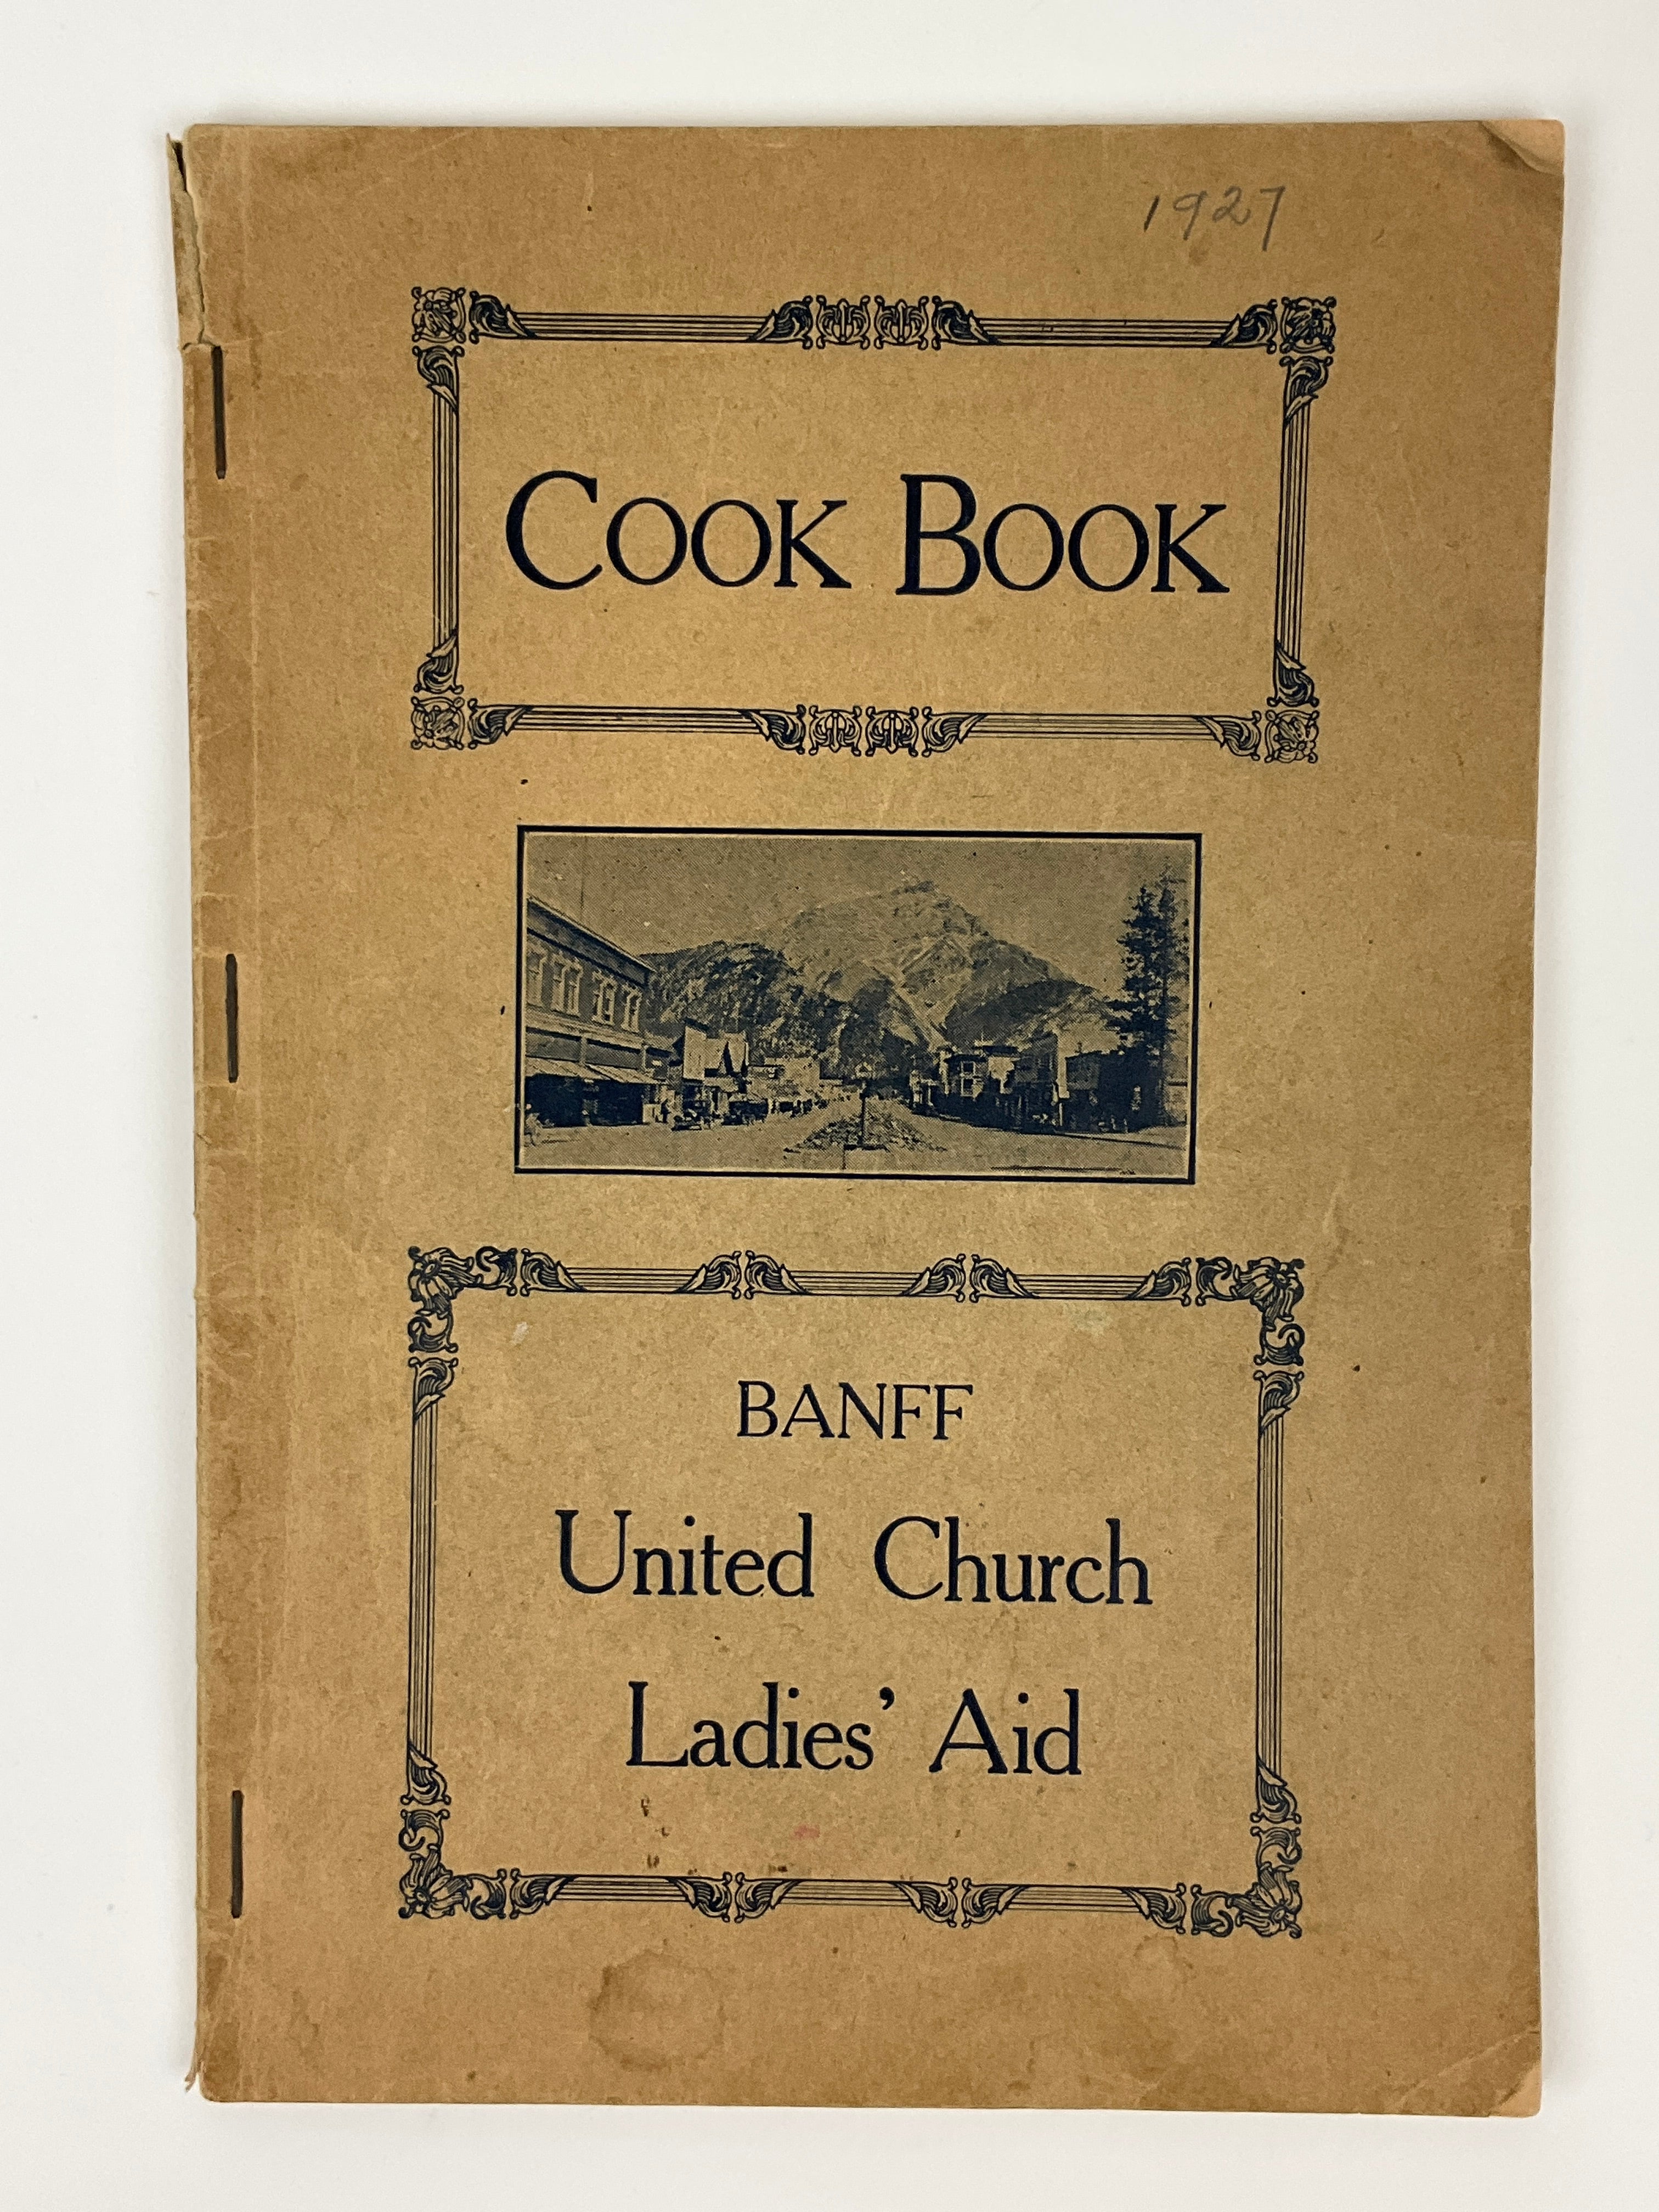 1927
COOK BOOK
BANFF
United Church
Ladies' Aid